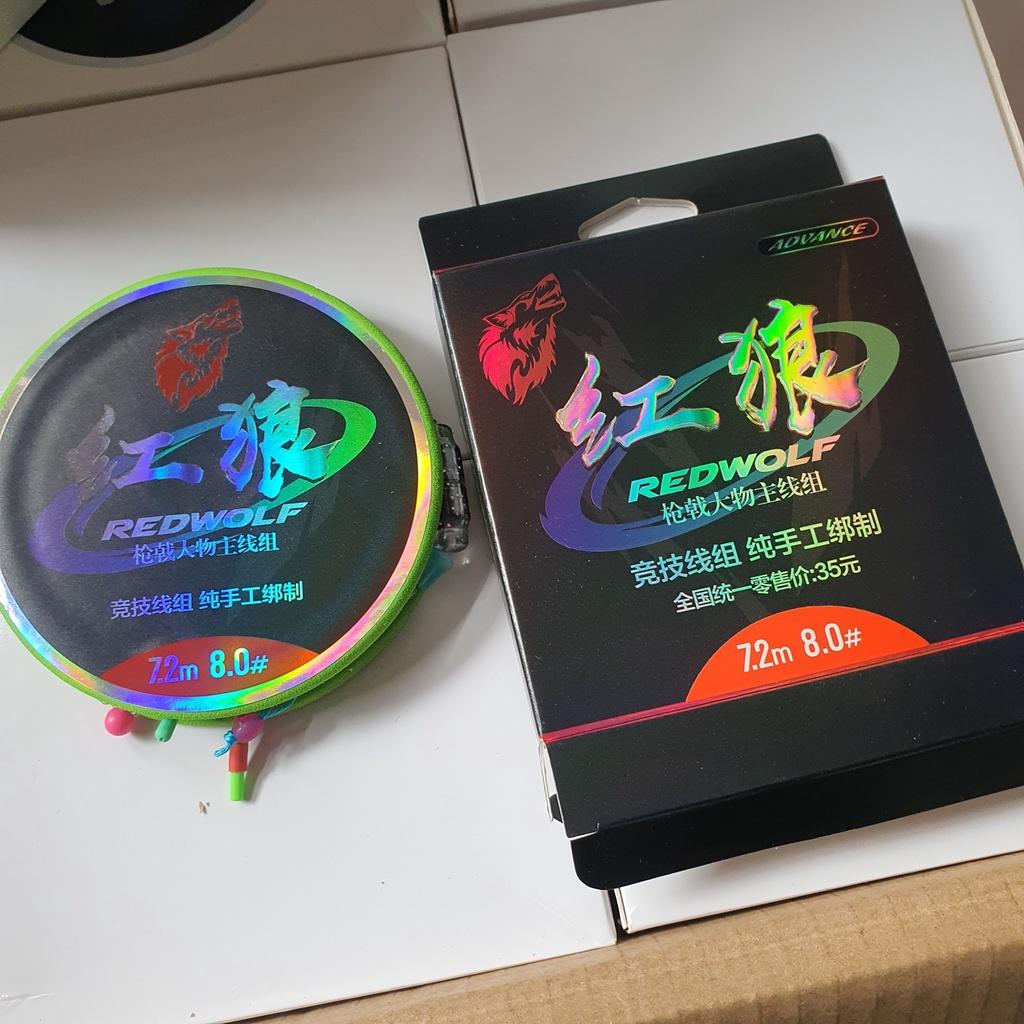 红狼
REDWOLF
枪戟大物主线组
竞技线组 纯手工绑制
7.2m 8.0#
ADVANCE
红狼
REDWOLF
枪戟大物主线组
竞技线组 纯手工绑制
全国统一零售价:35元
7.2m 8.0#